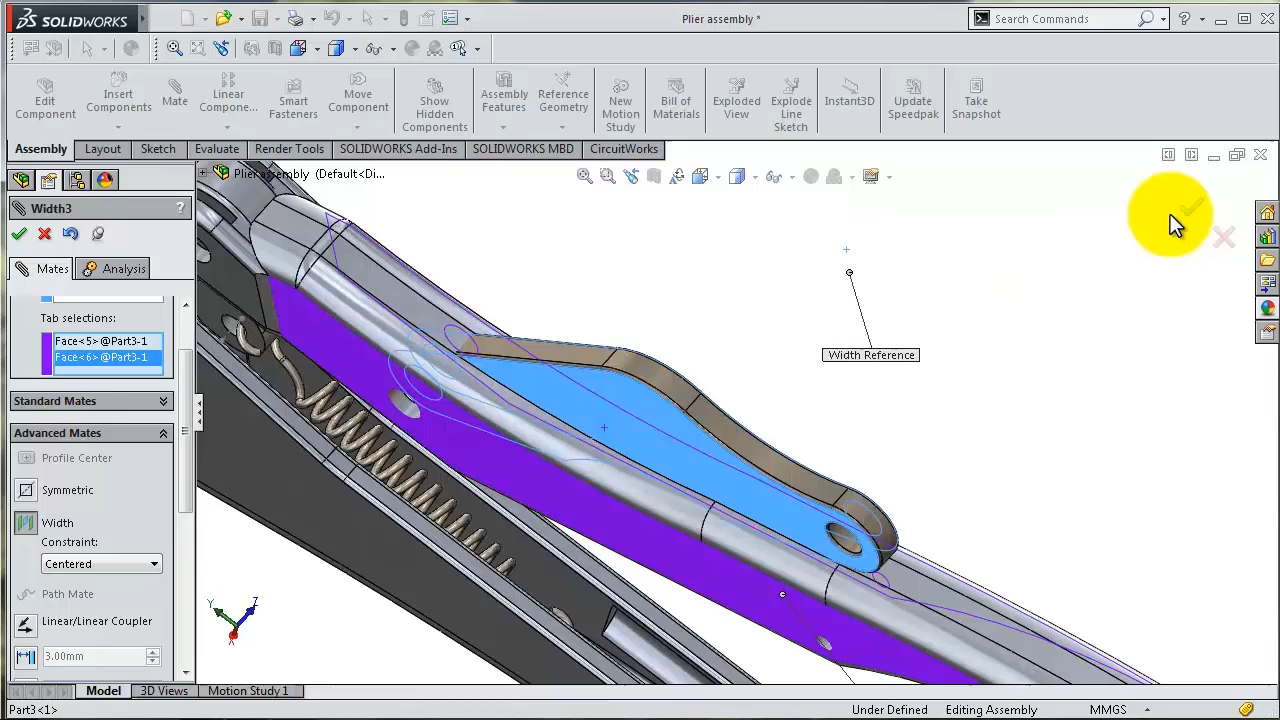 SOLIDWORKS
Plier assembly *
Search Commands
Edit Component
Insert Components
Mate
Linear Compone...
Smart Fasteners
Move Component
Show Hidden Components
Assembly Features
Reference Geometry
New Motion Study
Bill of Materials
Exploded View
Explode Line Sketch
Instant3D
Update Speedpak
Take Snapshot
Assembly
Layout
Sketch
Evaluate
Render Tools
SOLIDWORKS Add-Ins
SOLIDWORKS MBD
CircuitWorks
Plier assembly (Default<Di...
Width3
?
Mates
Analysis
Tab selections:
Face<5>@Part3-1
Face<6>@Part3-1
Standard Mates
Advanced Mates
Profile Center
Symmetric
Width
Constraint:
Centered
Path Mate
Linear/Linear Coupler
3.00mm
Width Reference
Y
Z
X
Model
3D Views
Motion Study 1
Part3<1>
Under Defined
Editing Assembly
MMGS